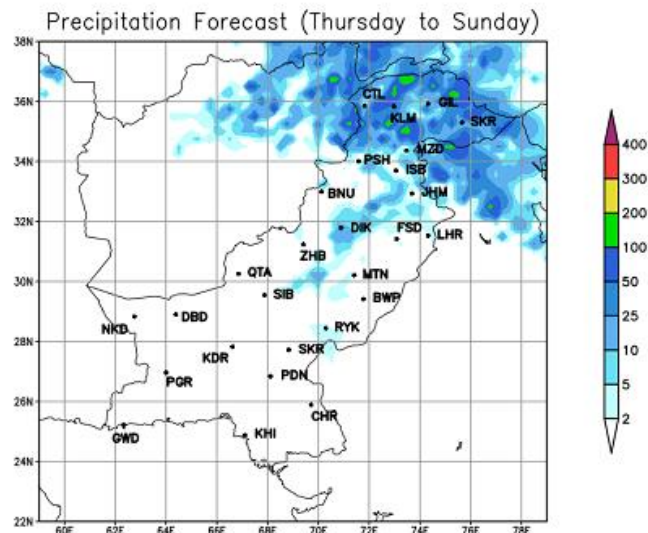 Precipitation Forecast (Thursday to Sunday)
38N
36N
34N
32N
30N
28N
26N
24N
22N
CTL
KLM
GIL
SKR
MZD
PSH
ISB
BNU
JHM
DIK
FSD
LHR
ZHB
QTA
MTN
SIB
BWP
NKD
DBD
RYK
KDR
SKR
PGR
PDN
CHR
GWD
KHI
60E
62E
64E
66E
68E
70E
72E
74E
76E
78E
400
300
200
100
50
25
10
5
2